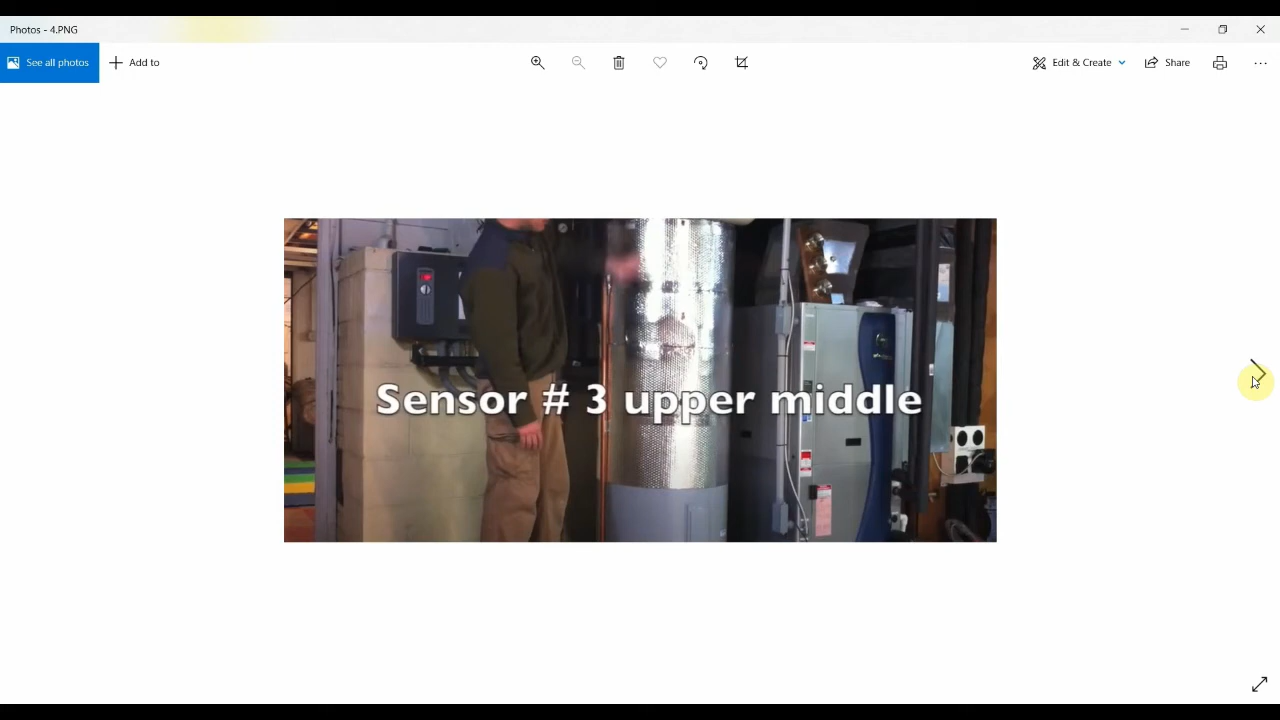 Photos - 4.PNG
See all photos
Add to
Edit & Create
Share
Sensor # 3 upper middle